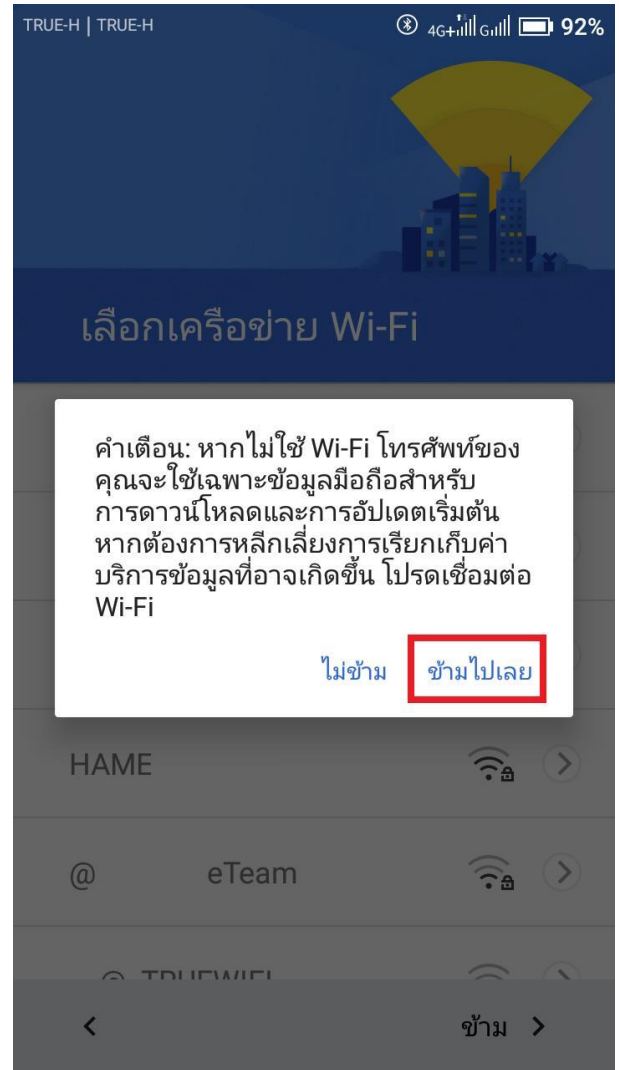 TRUE-H | TRUE-H 4G+ G 92%
เลือกเครือข่าย Wi-Fi
คำเตือน: หากไม่ใช้ Wi-Fi โทรศัพท์ของ
คุณจะใช้เฉพาะข้อมูลมือถือสำหรับ
การดาวน์โหลดและการอัปเดตเริ่มต้น
หากต้องการหลีกเลี่ยงการเรียกเก็บค่า
บริการข้อมูลที่อาจเกิดขึ้น โปรดเชื่อมต่อ
Wi-Fi
ไม่ข้าม ข้ามไปเลย
HAME
@ eTeam
@ TRUEWIFI
ข้าม